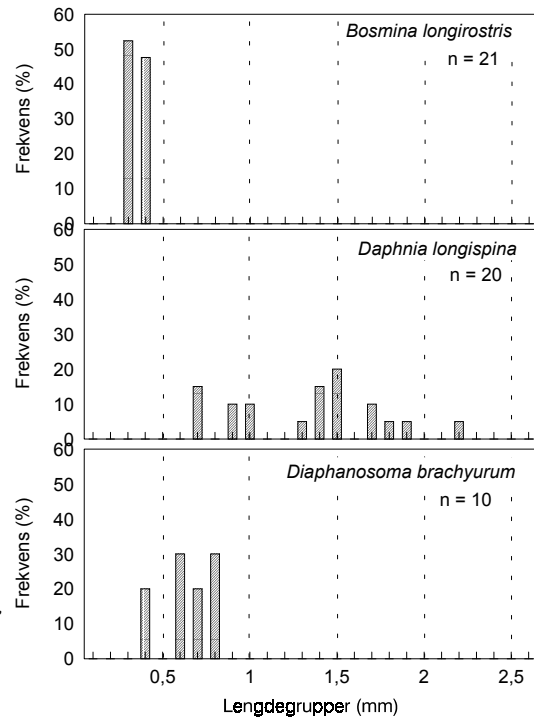 60
Bosmina longirostris
50
n = 21
40
30
20
10
0
Frekvens (%)
60
Daphnia longispina
50
n = 20
40
30
20
10
0
Frekvens (%)
60
Diaphanosoma brachyurum
50
n = 10
40
30
20
10
0
Frekvens (%)
0,5 1 1,5 2 2,5
Lengdegrupper (mm)